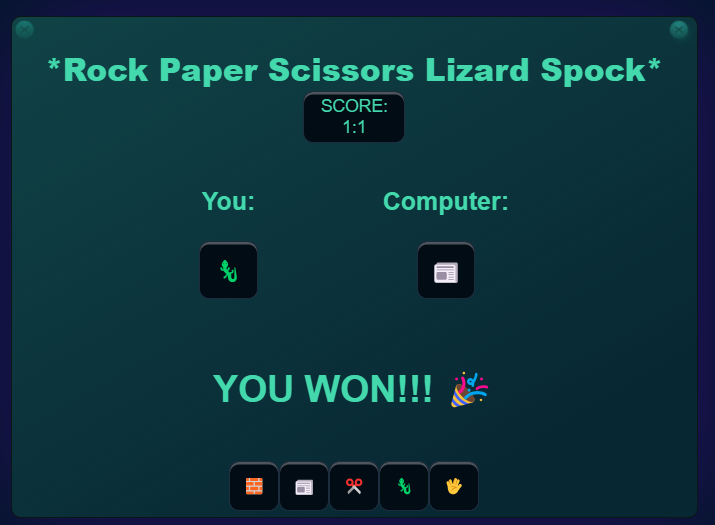 *Rock Paper Scissors Lizard Spock*
SCORE:
1:1
You: Computer:
YOU WON!!! 🎉